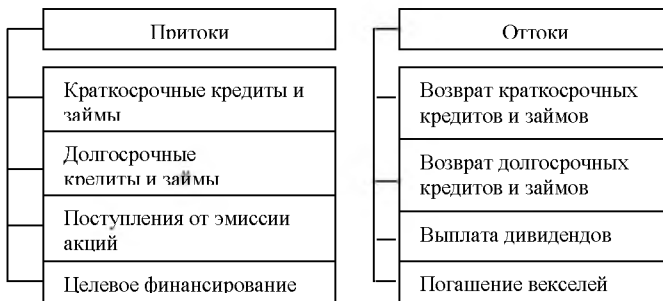 Притоки
Краткосрочные кредиты и
займы
Долгосрочные
кредиты и займы
Поступления от эмиссии
акций
Целевое финансирование
Оттоки
Возврат краткосрочных
кредитов и займов
Возврат долгосрочных
кредитов и займов
Выплата дивидендов
Погашение векселей